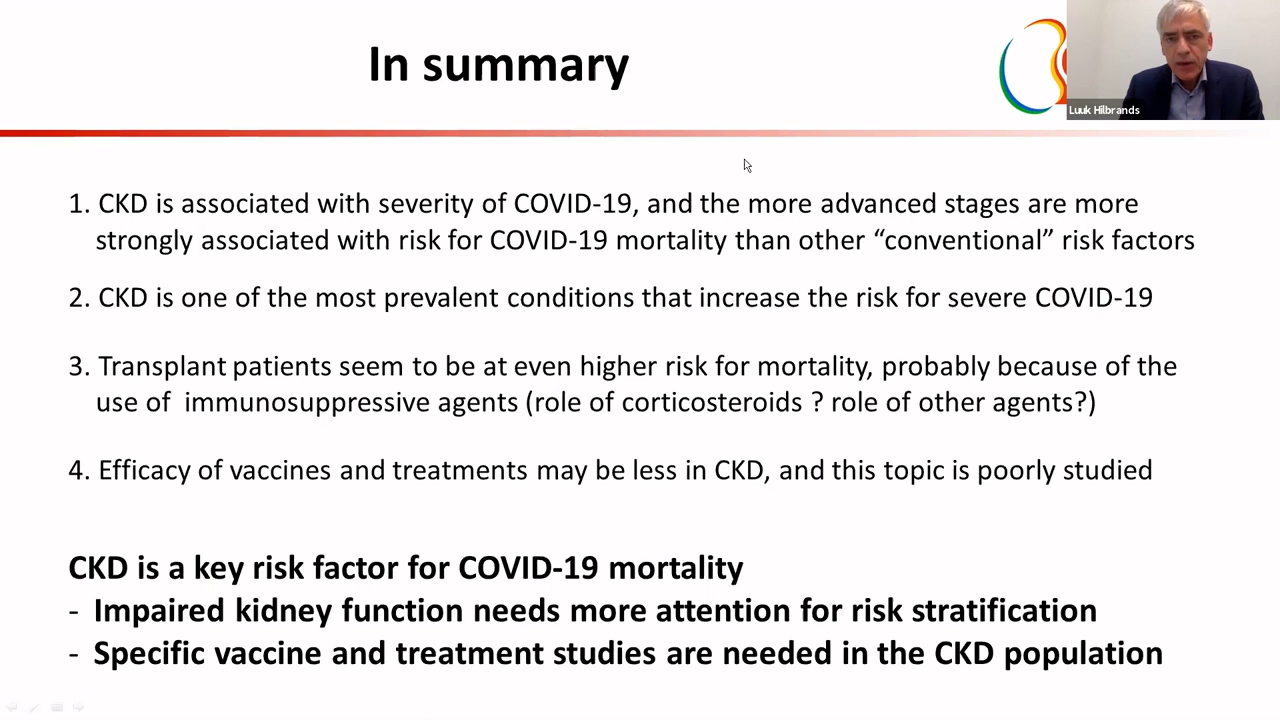 In summary
Luuk Hilbrands
1. CKD is associated with severity of COVID-19, and the more advanced stages are more
strongly associated with risk for COVID-19 mortality than other “conventional” risk factors
2. CKD is one of the most prevalent conditions that increase the risk for severe COVID-19
3. Transplant patients seem to be at even higher risk for mortality, probably because of the
use of immunosuppressive agents (role of corticosteroids ? role of other agents?)
4. Efficacy of vaccines and treatments may be less in CKD, and this topic is poorly studied
CKD is a key risk factor for COVID-19 mortality
- Impaired kidney function needs more attention for risk stratification
- Specific vaccine and treatment studies are needed in the CKD population